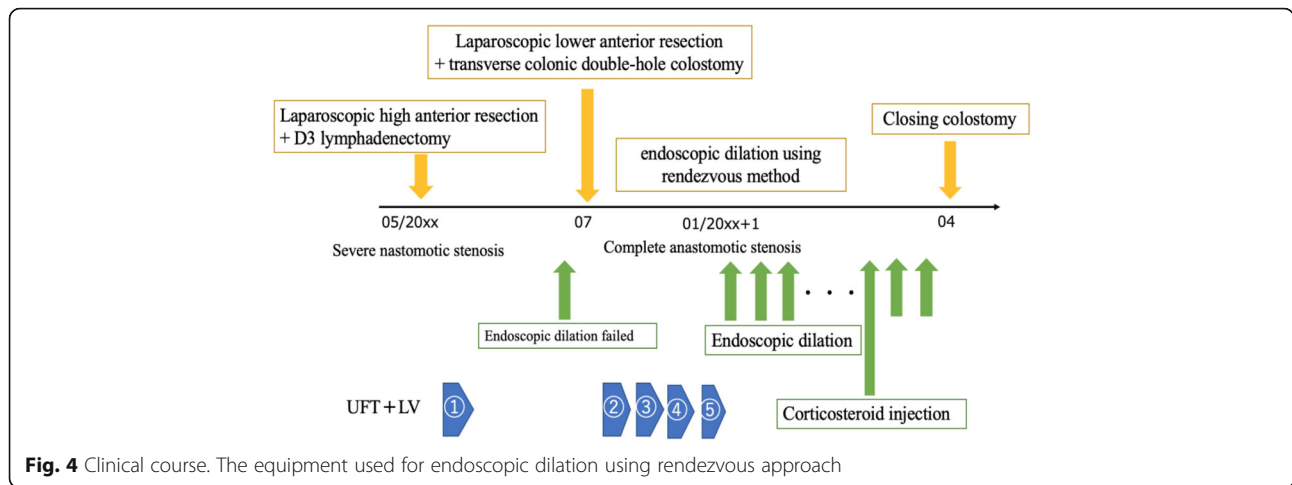 Laparoscopic lower anterior resection
+ transverse colonic double-hole colostomy
Laparoscopic high anterior resection
+ D3 lymphadenectomy
Closing colostomy
endoscopic dilation using
rendezvous method
05/20xx
07
01/20xx+1
04
Severe nastomotic stenosis
Complete anastomotic stenosis
. . .
Endoscopic dilation failed
Endoscopic dilation
UFT+LV
①
②
③
④
⑤
Corticosteroid injection
Fig. 4 Clinical course. The equipment used for endoscopic dilation using rendezvous approach